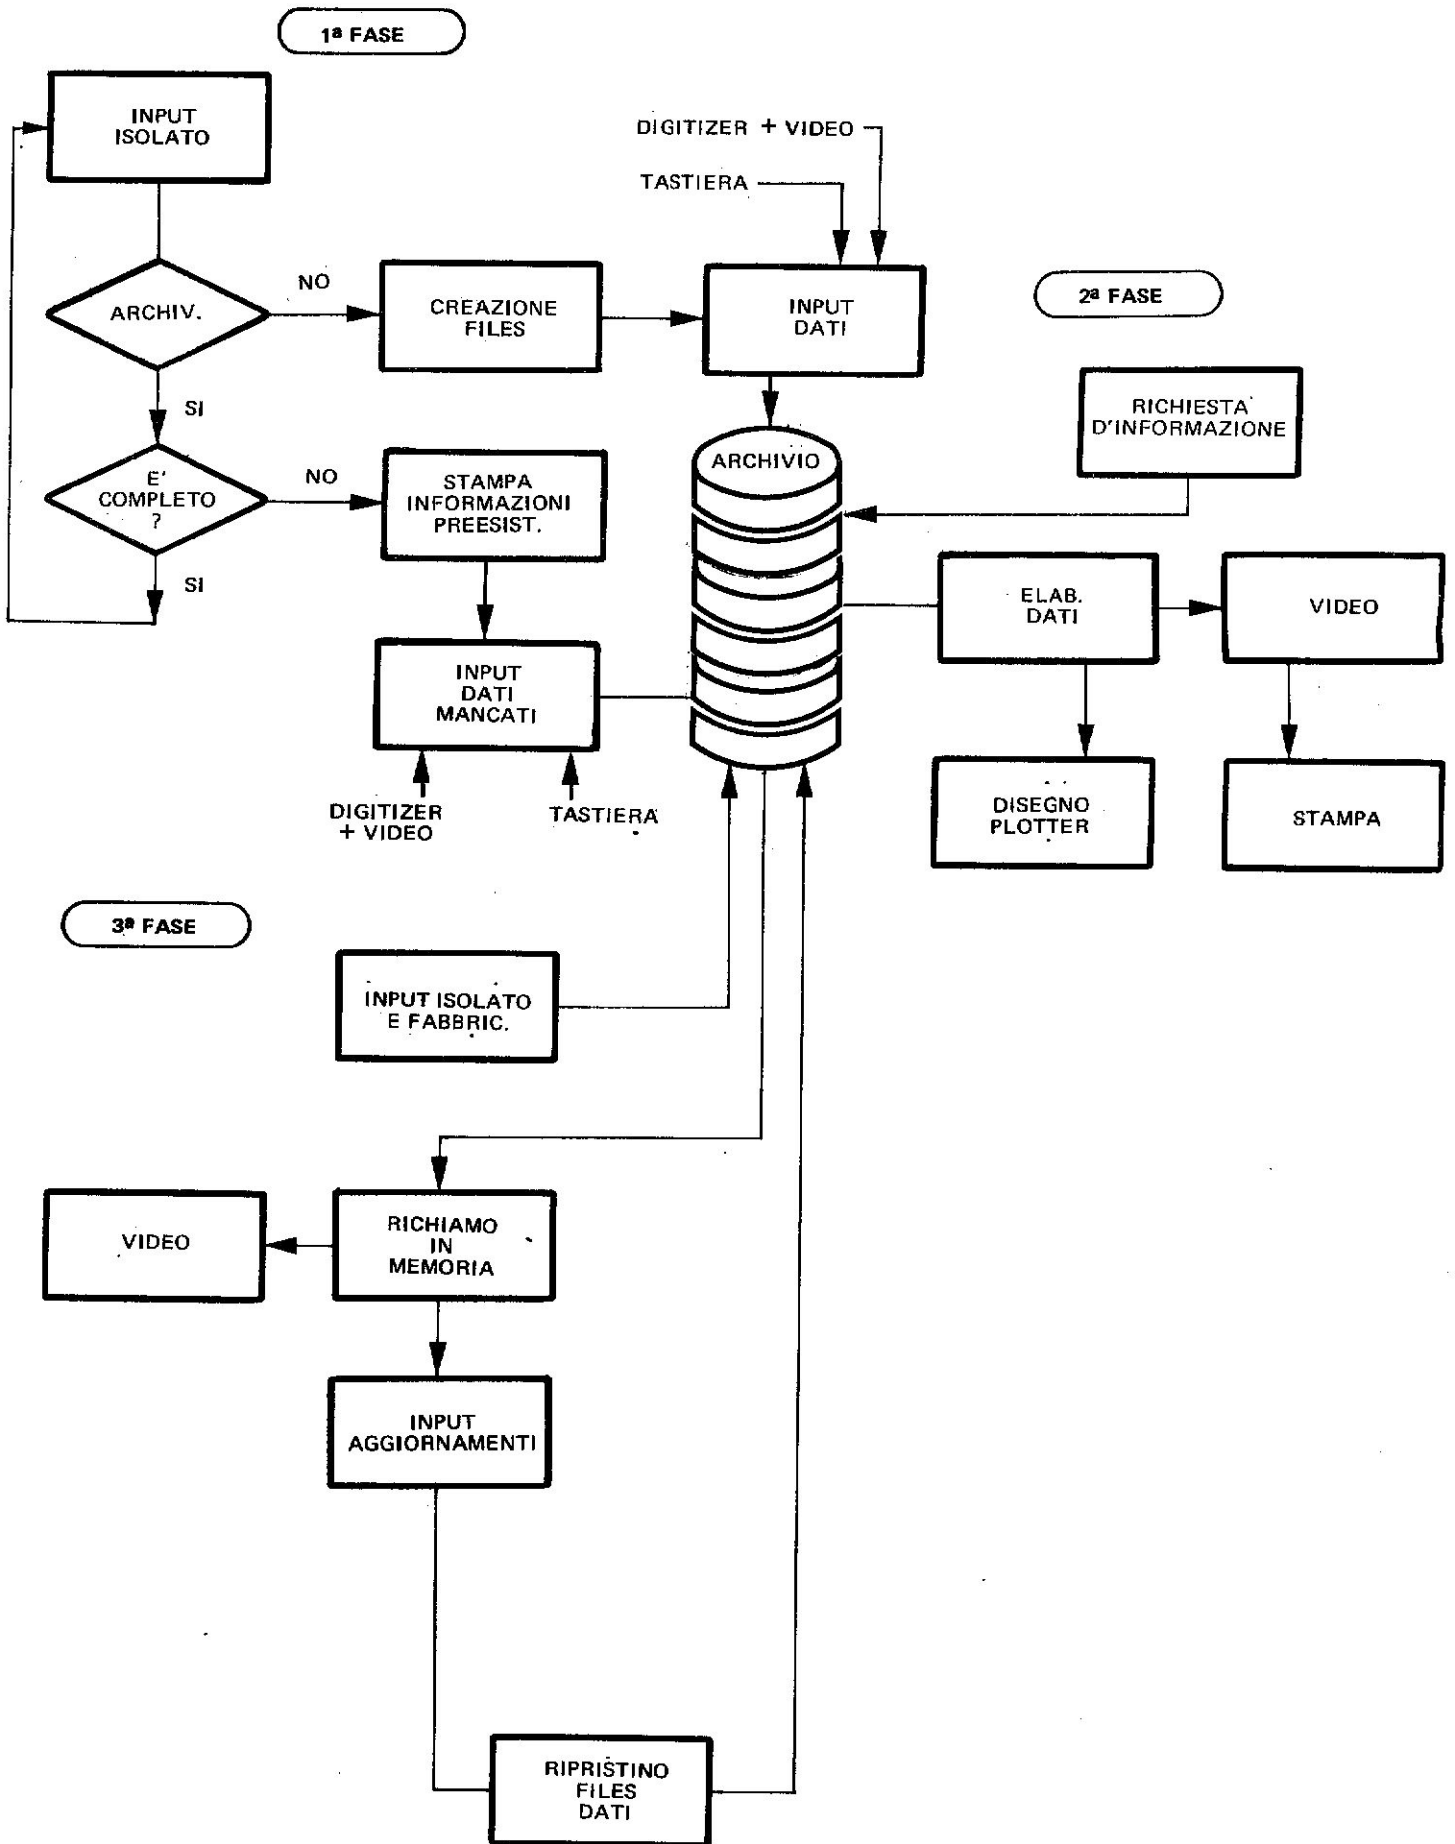 1ª FASE
INPUT
ISOLATO
DIGITIZER + VIDEO
TASTIERA
ARCHIV.
NO
CREAZIONE
FILES
INPUT
DATI
2ª FASE
SI
RICHIESTA
D'INFORMAZIONE
E'
COMPLETO
?
NO
STAMPA
INFORMAZIONI
PREESIST.
ARCHIVIO
SI
ELAB.
DATI
VIDEO
INPUT
DATI
MANCATI
DIGITIZER
+ VIDEO
TASTIERA
DISEGNO
PLOTTER
STAMPA
3ª FASE
INPUT ISOLATO
E FABBRIC.
VIDEO
RICHIAMO
IN
MEMORIA
INPUT
AGGIORNAMENTI
RIPRISTINO
FILES
DATI